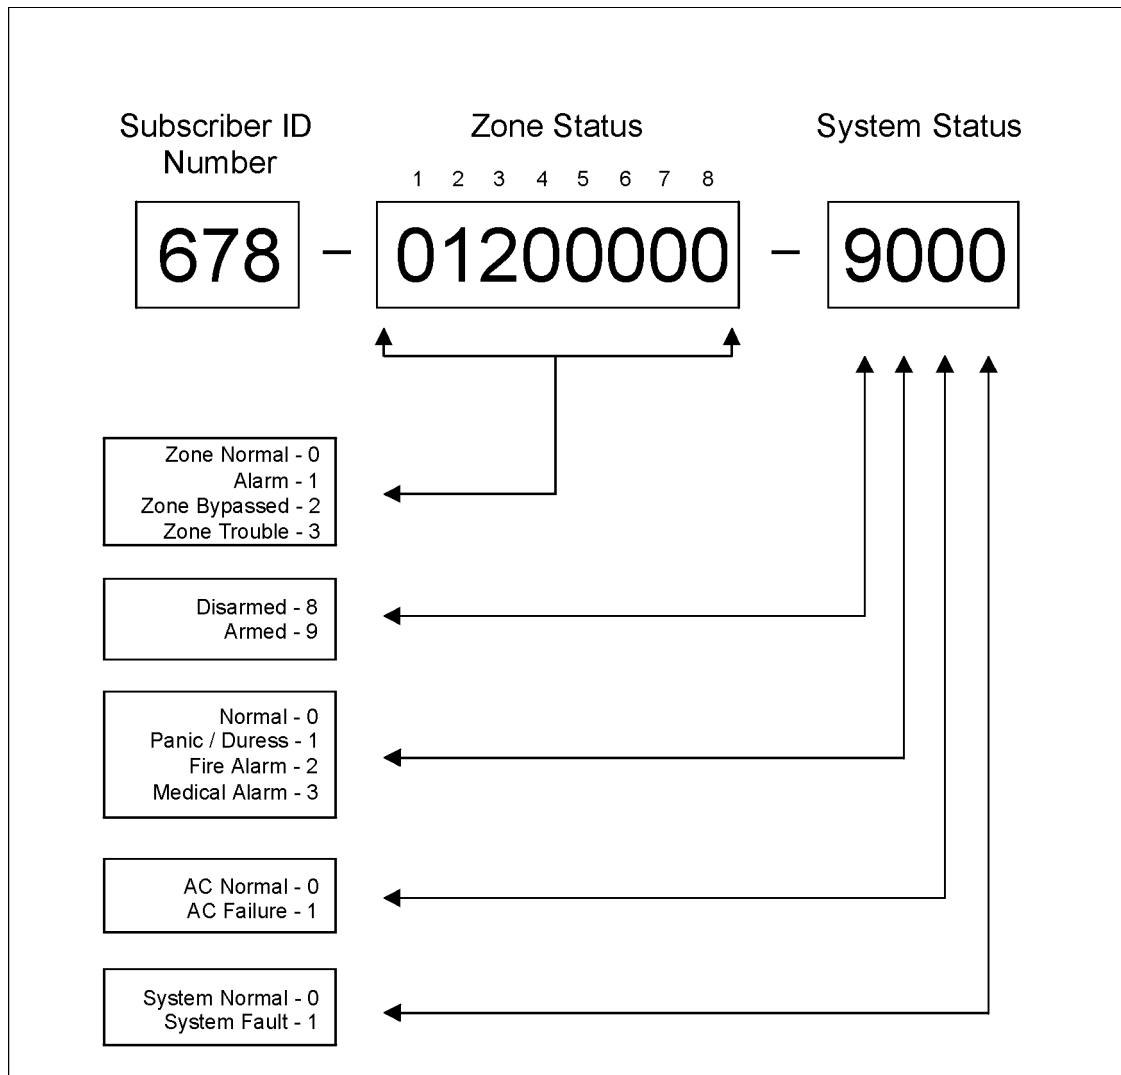 Subscriber ID Number
Zone Status
System Status
1 2 3 4 5 6 7 8
678 – 01200000 – 9000
Zone Normal - 0
Alarm - 1
Zone Bypassed - 2
Zone Trouble - 3
Disarmed - 8
Armed - 9
Normal - 0
Panic / Duress - 1
Fire Alarm - 2
Medical Alarm - 3
AC Normal - 0
AC Failure - 1
System Normal - 0
System Fault - 1